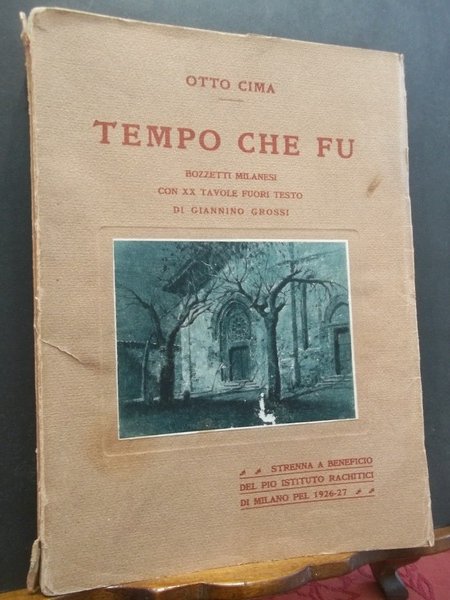 OTTO CIMA
TEMPO CHE FU
BOZZETTI MILANESI
CON XX TAVOLE FUORI TESTO
DI GIANNINO GROSSI
STRENNA A BENEFICIO
DEL PIO ISTITUTO RACHITICI
DI MILANO PEL 1926-27